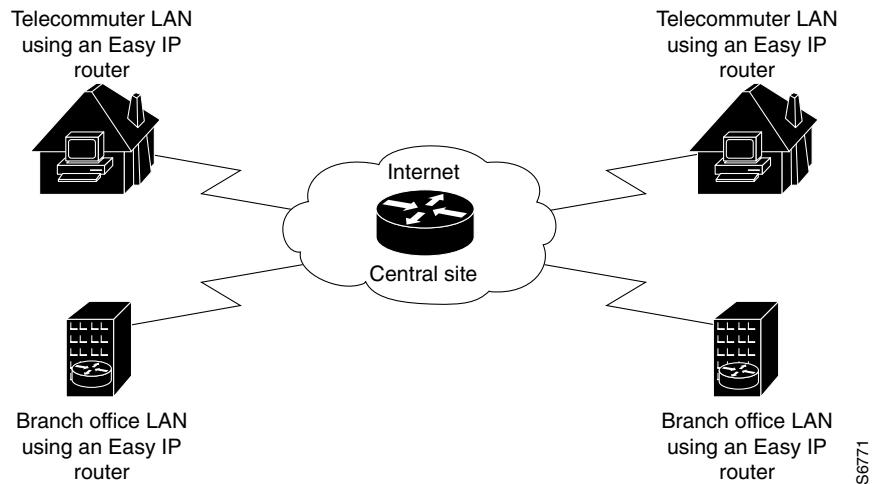 Telecommuter LAN
using an Easy IP
router
Telecommuter LAN
using an Easy IP
router
Internet
Central site
Branch office LAN
using an Easy IP
router
Branch office LAN
using an Easy IP
router
S6771